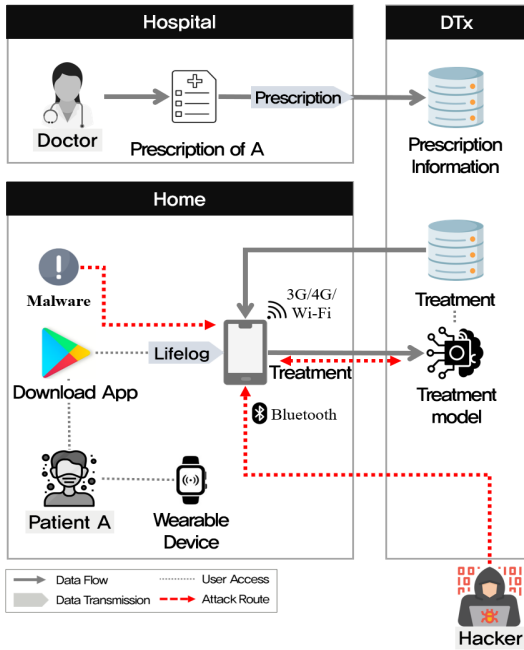 Hospital
DTx
Doctor
Prescription of A
Prescription
Prescription
Information
Home
Malware
3G/4G/
Wi-Fi
Treatment
Lifelog
Treatment
Download App
Treatment
model
Bluetooth
Patient A
Wearable
Device
Data Flow
User Access
Data Transmission
Attack Route
Hacker